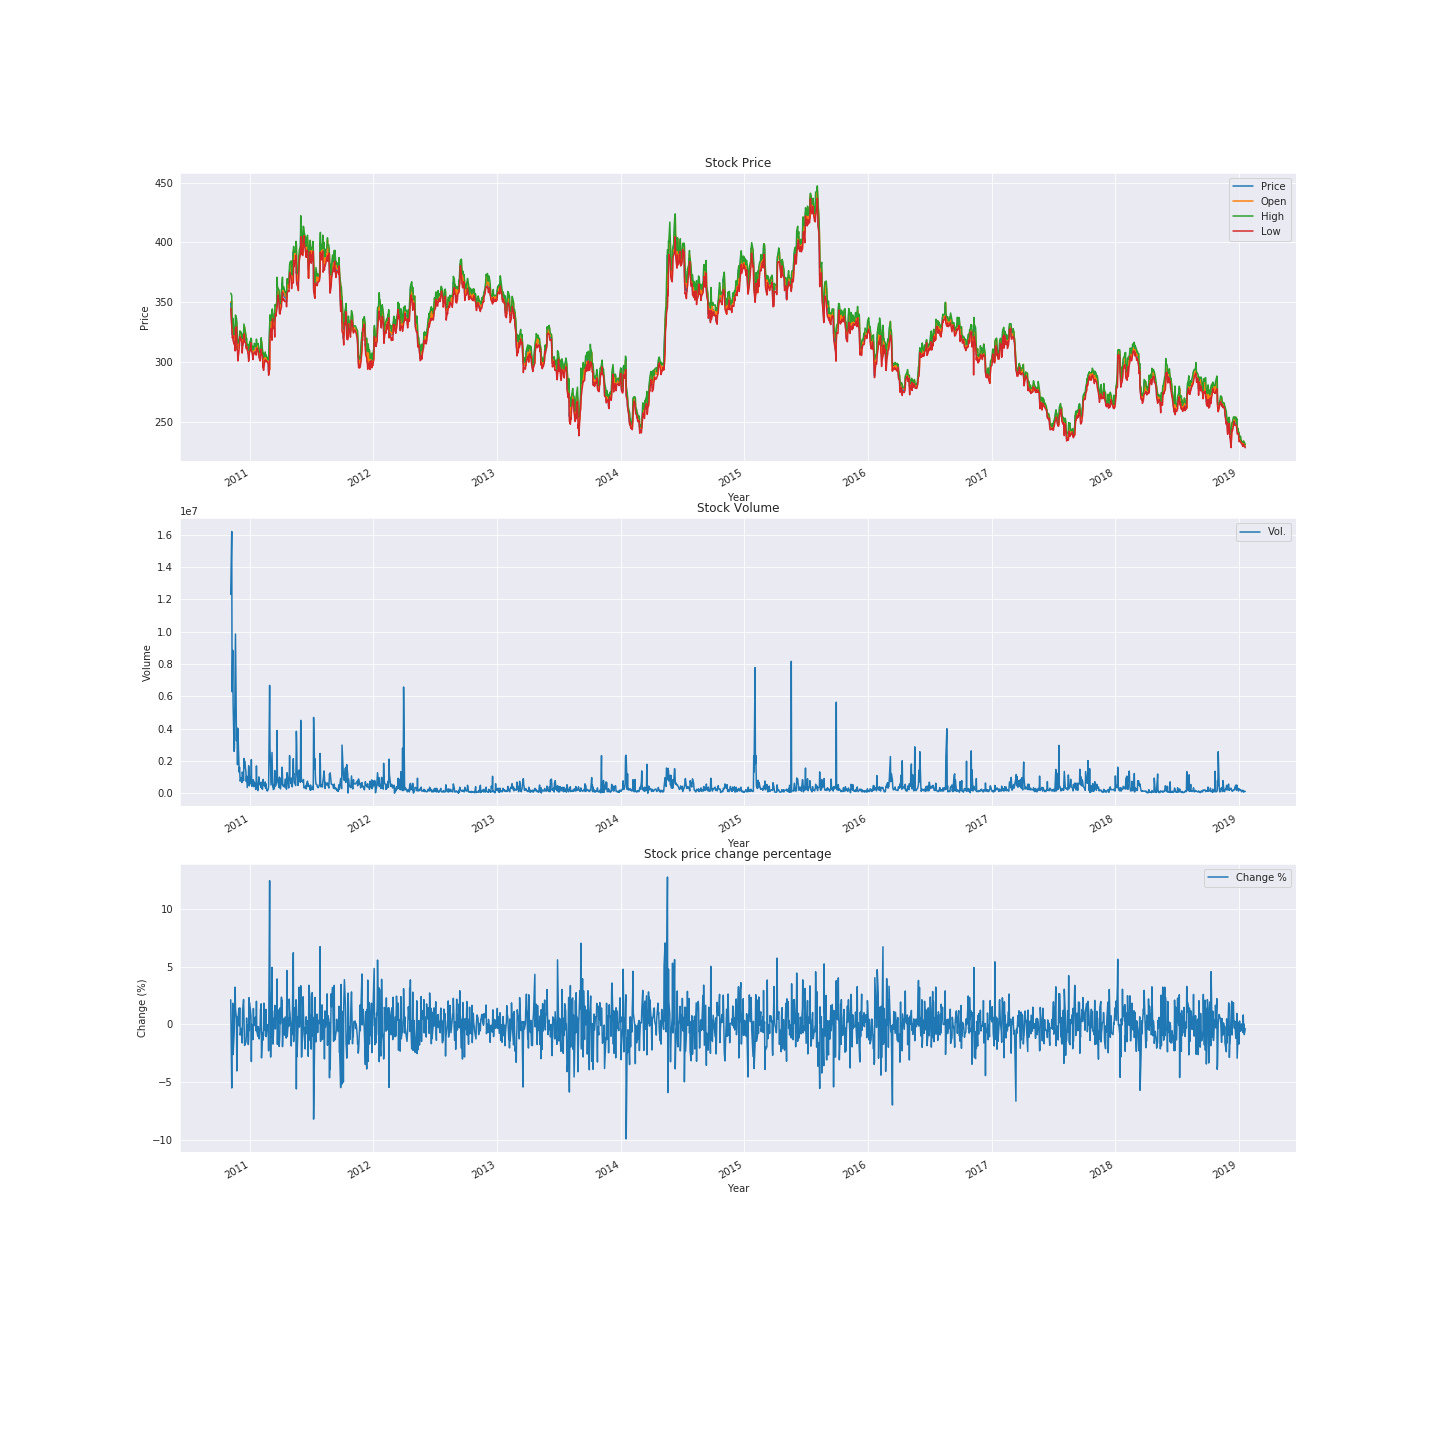 Stock Price
450
400
350
300
250
Price
Price
Open
High
Low
2011 2012 2013 2014 2015 2016 2017 2018 2019
Year
Stock Volume
1e7
1.6
1.4
1.2
1.0
0.8
0.6
0.4
0.2
0.0
Volume
Vol.
2011 2012 2013 2014 2015 2016 2017 2018 2019
Year
Stock price change percentage
10
5
0
−5
−10
Change (%)
Change %
2011 2012 2013 2014 2015 2016 2017 2018 2019
Year